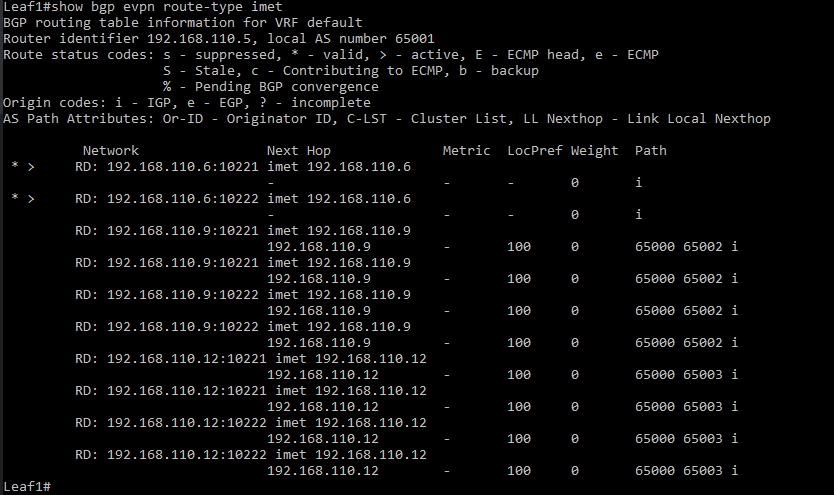 Leaf1#show bgp evpn route-type imet
BGP routing table information for VRF default
Router identifier 192.168.110.5, local AS number 65001
Route status codes: s - suppressed, * - valid, > - active, E - ECMP head, e - ECMP
                    S - Stale, c - Contributing to ECMP, b - backup
                    % - Pending BGP convergence
Origin codes: i - IGP, e - EGP, ? - incomplete
AS Path Attributes: Or-ID - Originator ID, C-LST - Cluster List, LL Nexthop - Link Local Nexthop

          Network                Next Hop              Metric  LocPref Weight  Path
 * >     RD: 192.168.110.6:10221 imet 192.168.110.6
                                 -                     -       -       0       i
 * >     RD: 192.168.110.6:10222 imet 192.168.110.6
                                 -                     -       -       0       i
         RD: 192.168.110.9:10221 imet 192.168.110.9
                                 192.168.110.9         -       100     0       65000 65002 i
         RD: 192.168.110.9:10221 imet 192.168.110.9
                                 192.168.110.9         -       100     0       65000 65002 i
         RD: 192.168.110.9:10222 imet 192.168.110.9
                                 192.168.110.9         -       100     0       65000 65002 i
         RD: 192.168.110.9:10222 imet 192.168.110.9
                                 192.168.110.9         -       100     0       65000 65002 i
         RD: 192.168.110.12:10221 imet 192.168.110.12
                                 192.168.110.12        -       100     0       65000 65003 i
         RD: 192.168.110.12:10221 imet 192.168.110.12
                                 192.168.110.12        -       100     0       65000 65003 i
         RD: 192.168.110.12:10222 imet 192.168.110.12
                                 192.168.110.12        -       100     0       65000 65003 i
         RD: 192.168.110.12:10222 imet 192.168.110.12
                                 192.168.110.12        -       100     0       65000 65003 i
Leaf1#